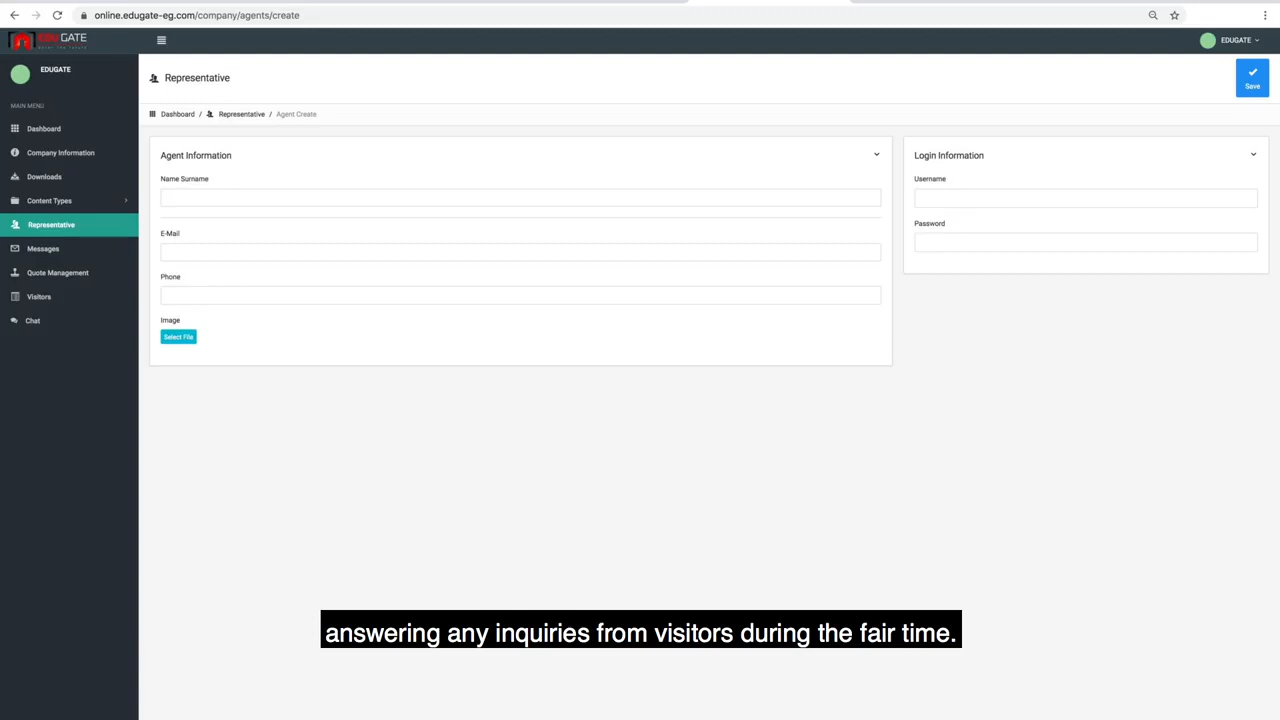 online.edugate-eg.com/company/agents/create
EDUGATE
EDUGATE
EDUGATE
Representative
Save
MAIN MENU
Dashboard / Representative / Agent Create
Dashboard
Company Information
Downloads
Content Types
Representative
Messages
Quote Management
Visitors
Chat
Agent Information
Name Surname
E-Mail
Phone
Image
Select File
Login Information
Username
Password
answering any inquiries from visitors during the fair time.